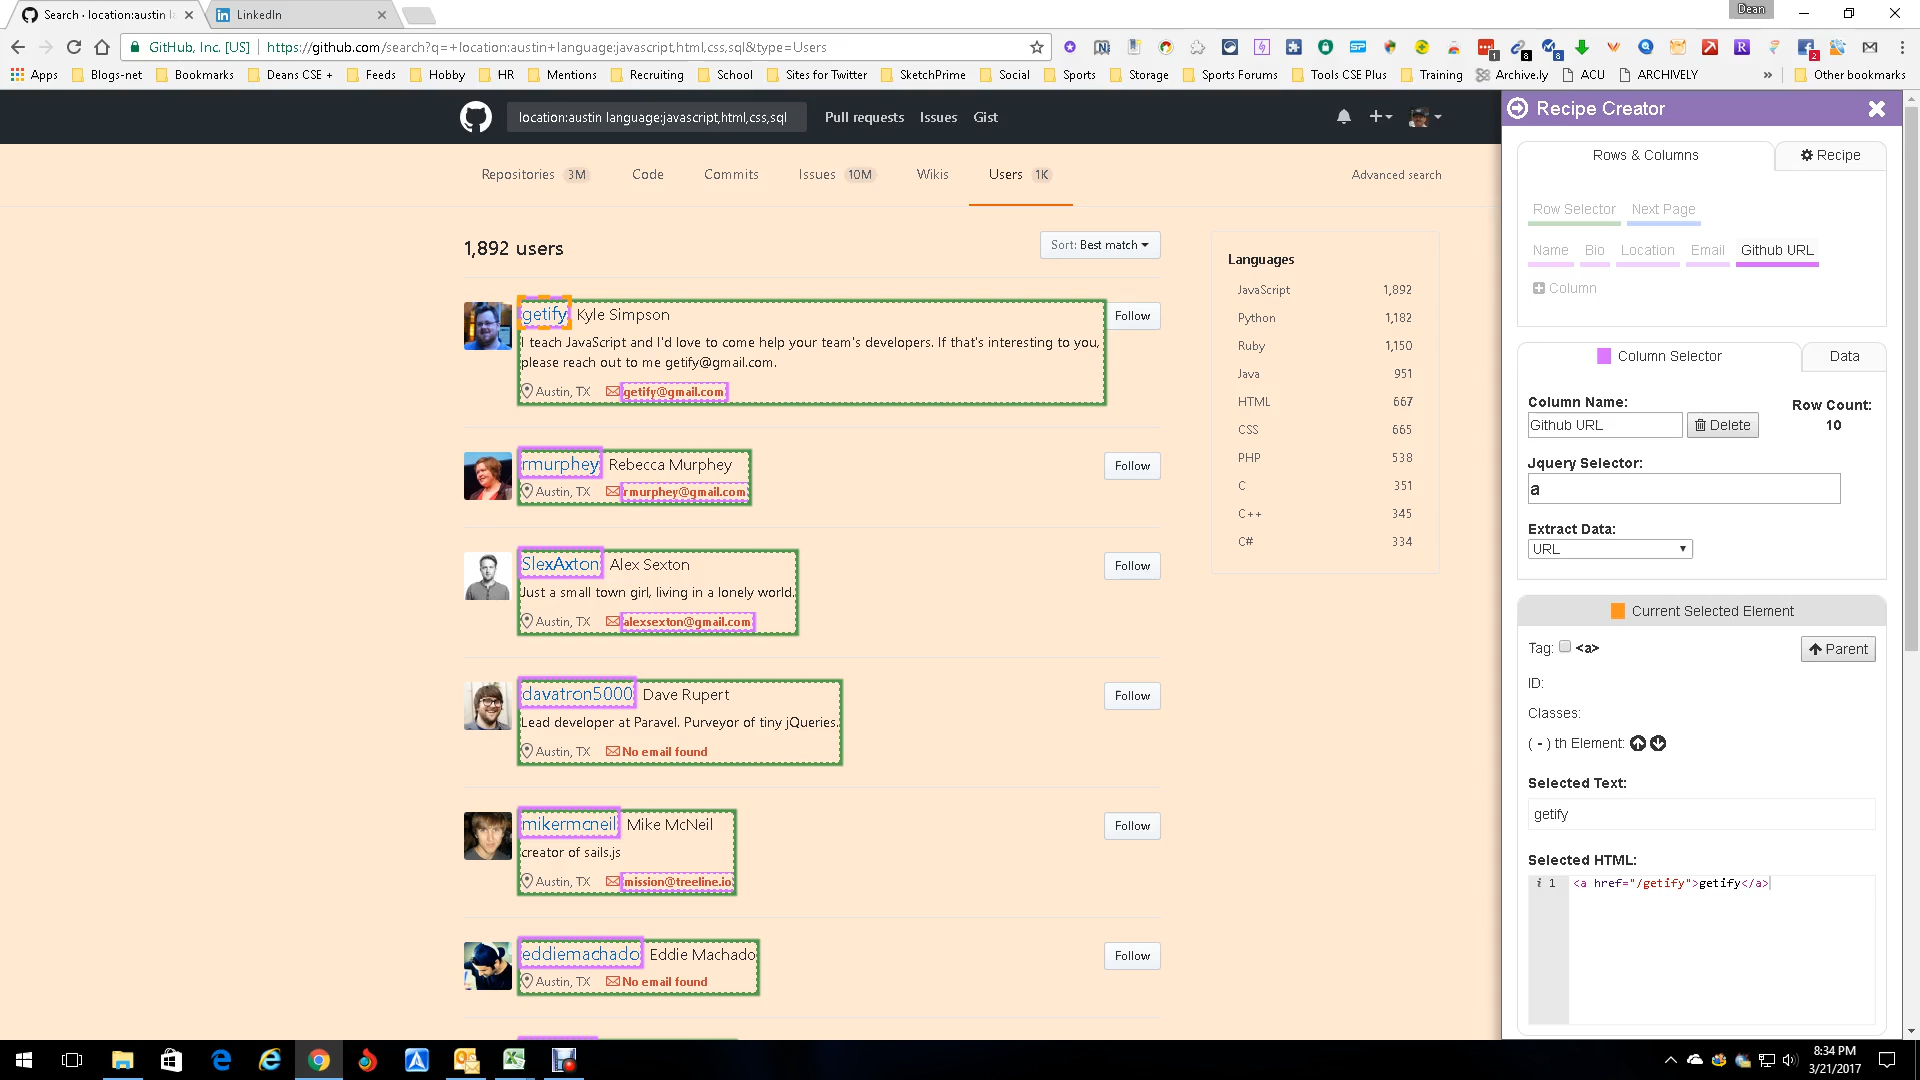 Search · location:austin l
LinkedIn
Dean
GitHub, Inc. [US]
https://github.com/search?q=+location:austin+language:javascript,html,css,sql&type=Users
Apps
Blogs-net
Bookmarks
Deans CSE +
Feeds
Hobby
HR
Mentions
Recruiting
School
Sites for Twitter
SketchPrime
Social
Sports
Storage
Sports Forums
Tools CSE Plus
Training
Archive.ly
ACU
ARCHIVELY
»
Other bookmarks
location:austin language:javascript,html,css,sql
Pull requests
Issues
Gist
Repositories 3M
Code
Commits
Issues 10M
Wikis
Users 1K
Advanced search
1,892 users
Sort: Best match
getify Kyle Simpson
Follow
I teach JavaScript and I'd love to come help your team's developers. If that's interesting to you,
please reach out to me getify@gmail.com.
Austin, TX getify@gmail.com
rmurphey Rebecca Murphey
Follow
Austin, TX rmurphey@gmail.com
SlexAxton Alex Sexton
Follow
Just a small town girl, living in a lonely world.
Austin, TX alexsexton@gmail.com
davatron5000 Dave Rupert
Follow
Lead developer at Paravel. Purveyor of tiny jQueries.
Austin, TX No email found
mikermcneil Mike McNeil
Follow
creator of sails.js
Austin, TX mission@treeline.io
eddiemachado Eddie Machado
Follow
Austin, TX No email found
Languages
JavaScript 1,892
Python 1,182
Ruby 1,150
Java 951
HTML 667
CSS 665
PHP 538
C 351
C++ 345
C# 334
Recipe Creator
Rows & Columns
Recipe
Row Selector
Next Page
Name
Bio
Location
Email
Github URL
Column
Column Selector
Data
Column Name:
Github URL
Delete
Row Count:
10
Jquery Selector:
a
Extract Data:
URL
Current Selected Element
Tag: <a>
Parent
ID:
Classes:
( - ) th Element:
Selected Text:
getify
Selected HTML:
i 1 <a href="/getify">getify</a>
8:34 PM
3/21/2017